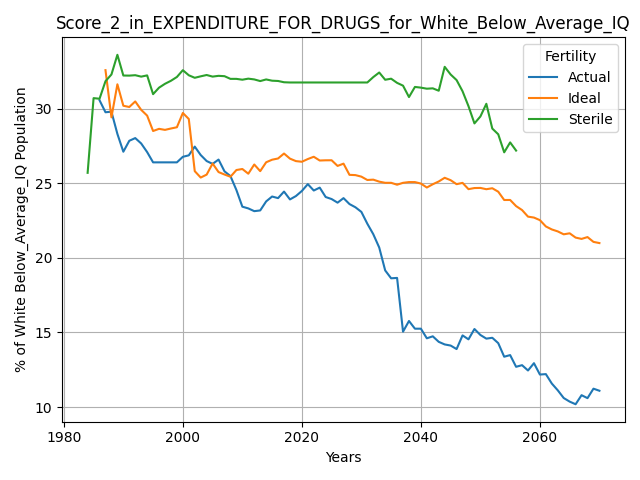 Score_2_in_EXPENDITURE_FOR_DRUGS_for_White_Below_Average_IQ
Fertility
Actual
Ideal
Sterile
% of White Below_Average_IQ Population
30
25
20
15
10
1980
2000
2020
2040
2060
Years